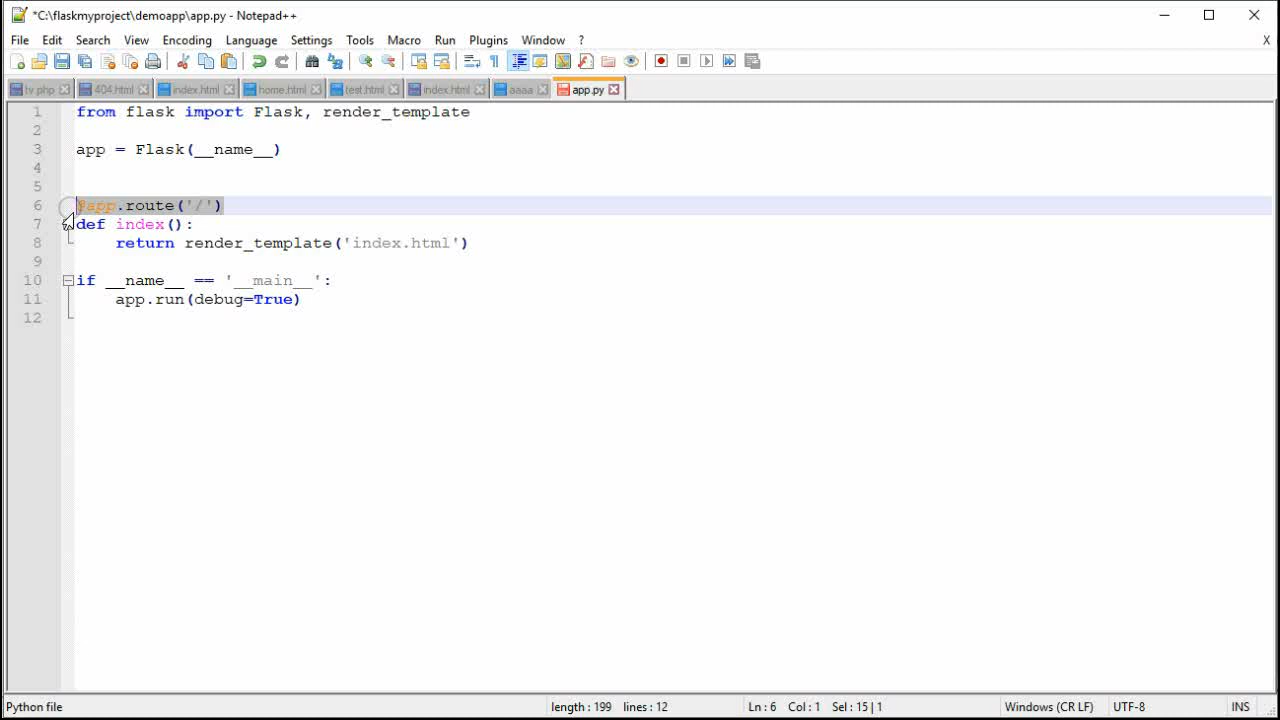 *C:\flaskmyproject\demoapp\app.py - Notepad++
File Edit Search View Encoding Language Settings Tools Macro Run Plugins Window ? X
tv.php 404.html index.html home.html test.html index.html aaaa app.py
1 from flask import Flask, render_template
2
3 app = Flask(__name__)
4
5
6 @app.route('/')
7 def index():
8 return render_template('index.html')
9
10 if __name__ == '__main__':
11 app.run(debug=True)
12
Python file length : 199 lines : 12 Ln : 6 Col : 1 Sel : 15 | 1 Windows (CR LF) UTF-8 INS